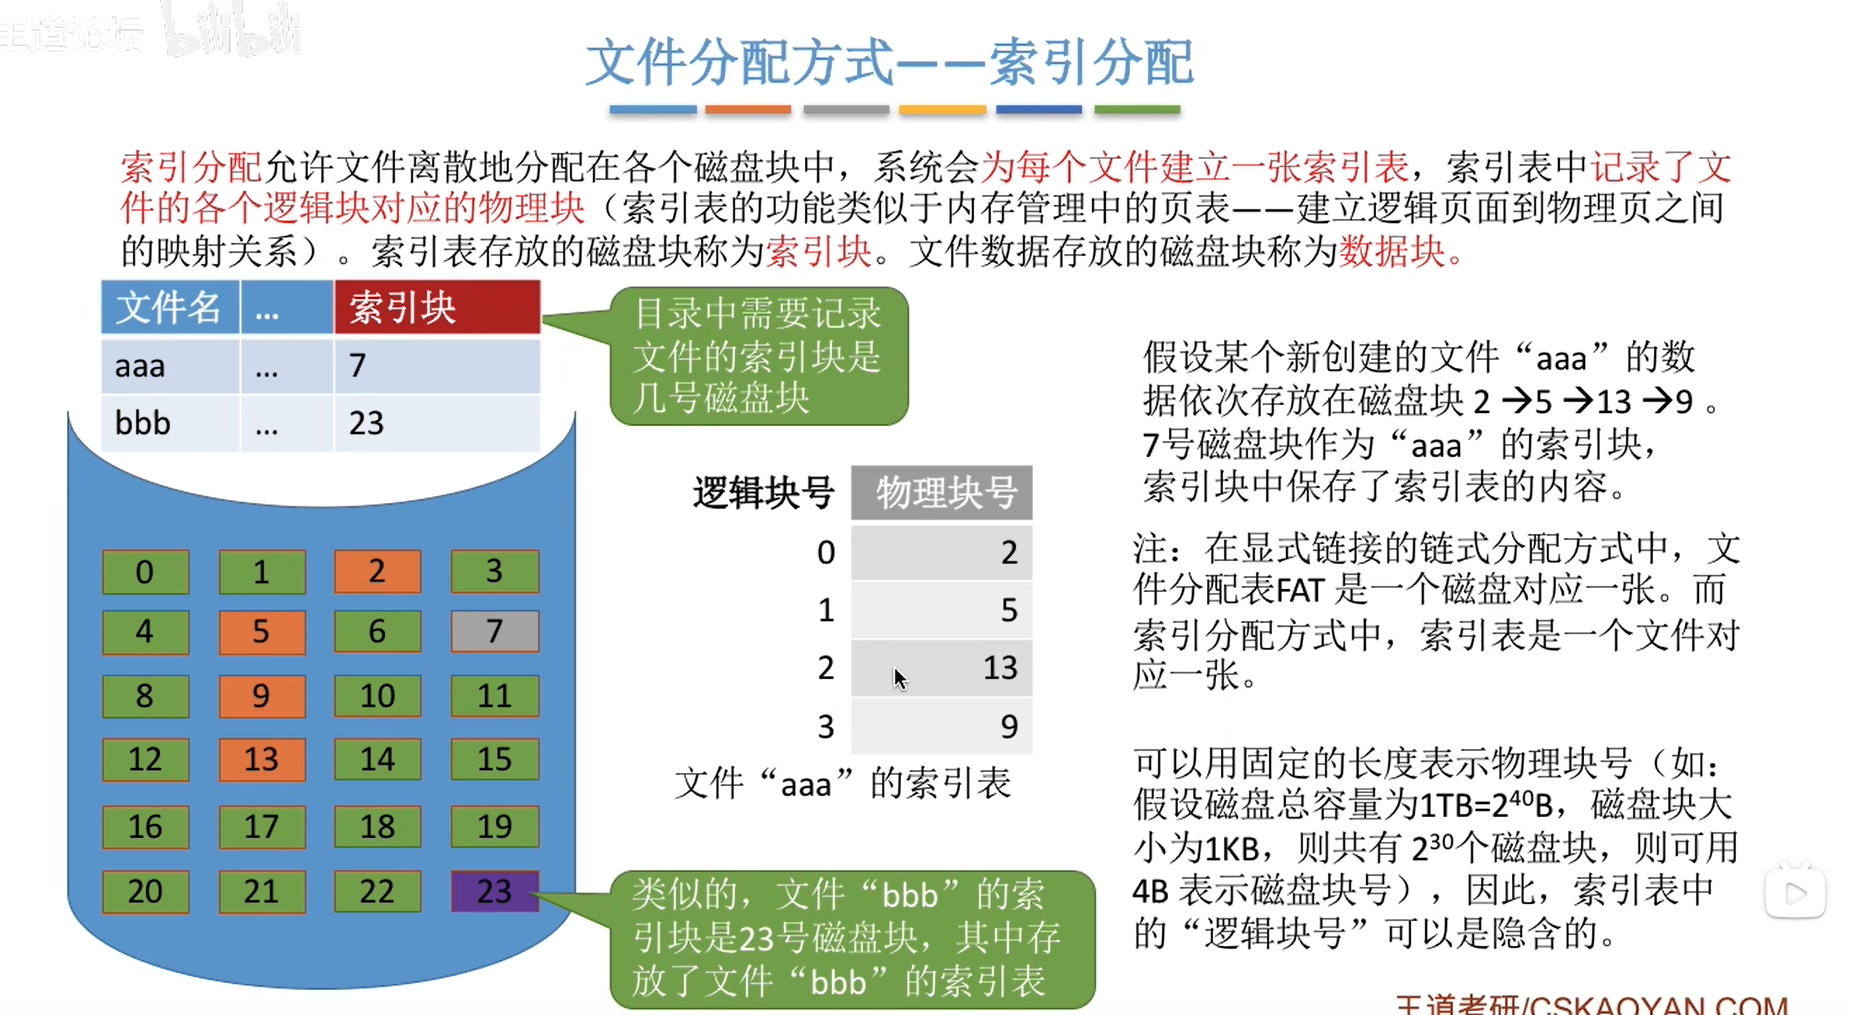 王道论坛 bilibili
文件分配方式——索引分配
索引分配允许文件离散地分配在各个磁盘块中，系统会为每个文件建立一张索引表，索引表中记录了文
件的各个逻辑块对应的物理块（索引表的功能类似于内存管理中的页表——建立逻辑页面到物理页之间
的映射关系）。索引表存放的磁盘块称为索引块。文件数据存放的磁盘块称为数据块。
文件名 ... 索引块
aaa ... 7
bbb ... 23
目录中需要记录
文件的索引块是
几号磁盘块
0 1 2 3
4 5 6 7
8 9 10 11
12 13 14 15
16 17 18 19
20 21 22 23
逻辑块号 物理块号
0 2
1 5
2 13
3 9
文件“aaa”的索引表
类似的，文件“bbb”的索
引块是23号磁盘块，其中存
放了文件“bbb”的索引表
假设某个新创建的文件“aaa”的数
据依次存放在磁盘块 2 →5 →13 →9 。
7号磁盘块作为“aaa”的索引块，
索引块中保存了索引表的内容。
注：在显式链接的链式分配方式中，文
件分配表FAT 是一个磁盘对应一张。而
索引分配方式中，索引表是一个文件对
应一张。
可以用固定的长度表示物理块号（如：
假设磁盘总容量为1TB=2⁴⁰B，磁盘块大
小为1KB，则共有 2³⁰个磁盘块，则可用
4B 表示磁盘块号），因此，索引表中
的“逻辑块号”可以是隐含的。
王道考研/CSKAOYAN.COM